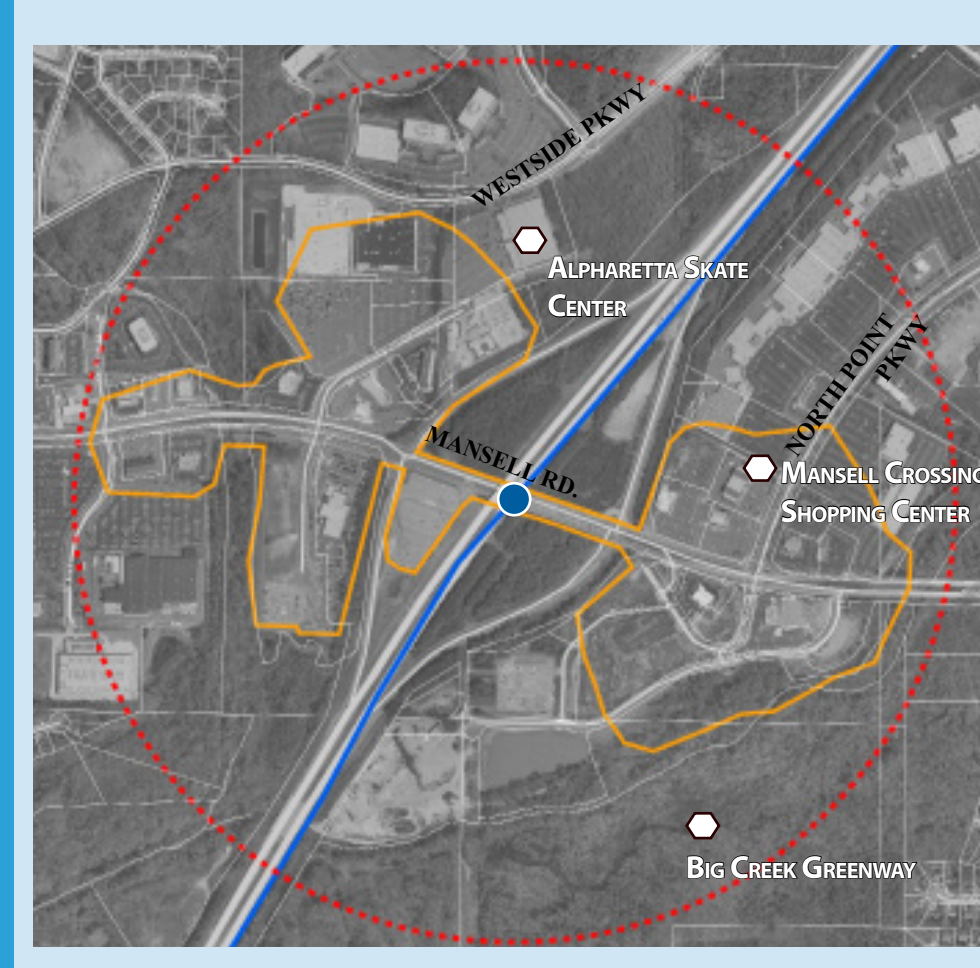 WESTSIDE PKWY
ALPHARETTA SKATE
CENTER
NORTH POINT
PKWY
MANSELL RD.
MANSELL CROSSING
SHOPPING CENTER
BIG CREEK GREENWAY